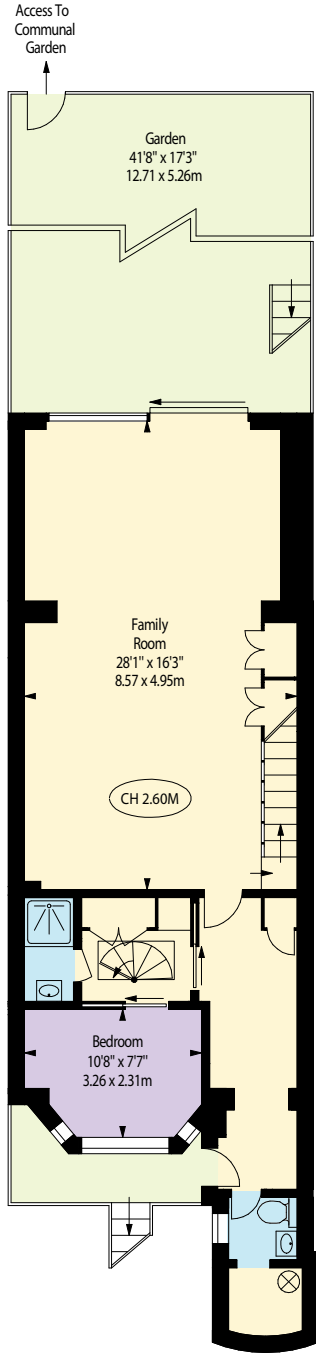 Access To
Communal
Garden
Garden
41'8" x 17'3"
12.71 x 5.26m
Family
Room
28'1" x 16'3"
8.57 x 4.95m
CH 2.60M
Bedroom
10'8" x 7'7"
3.26 x 2.31m